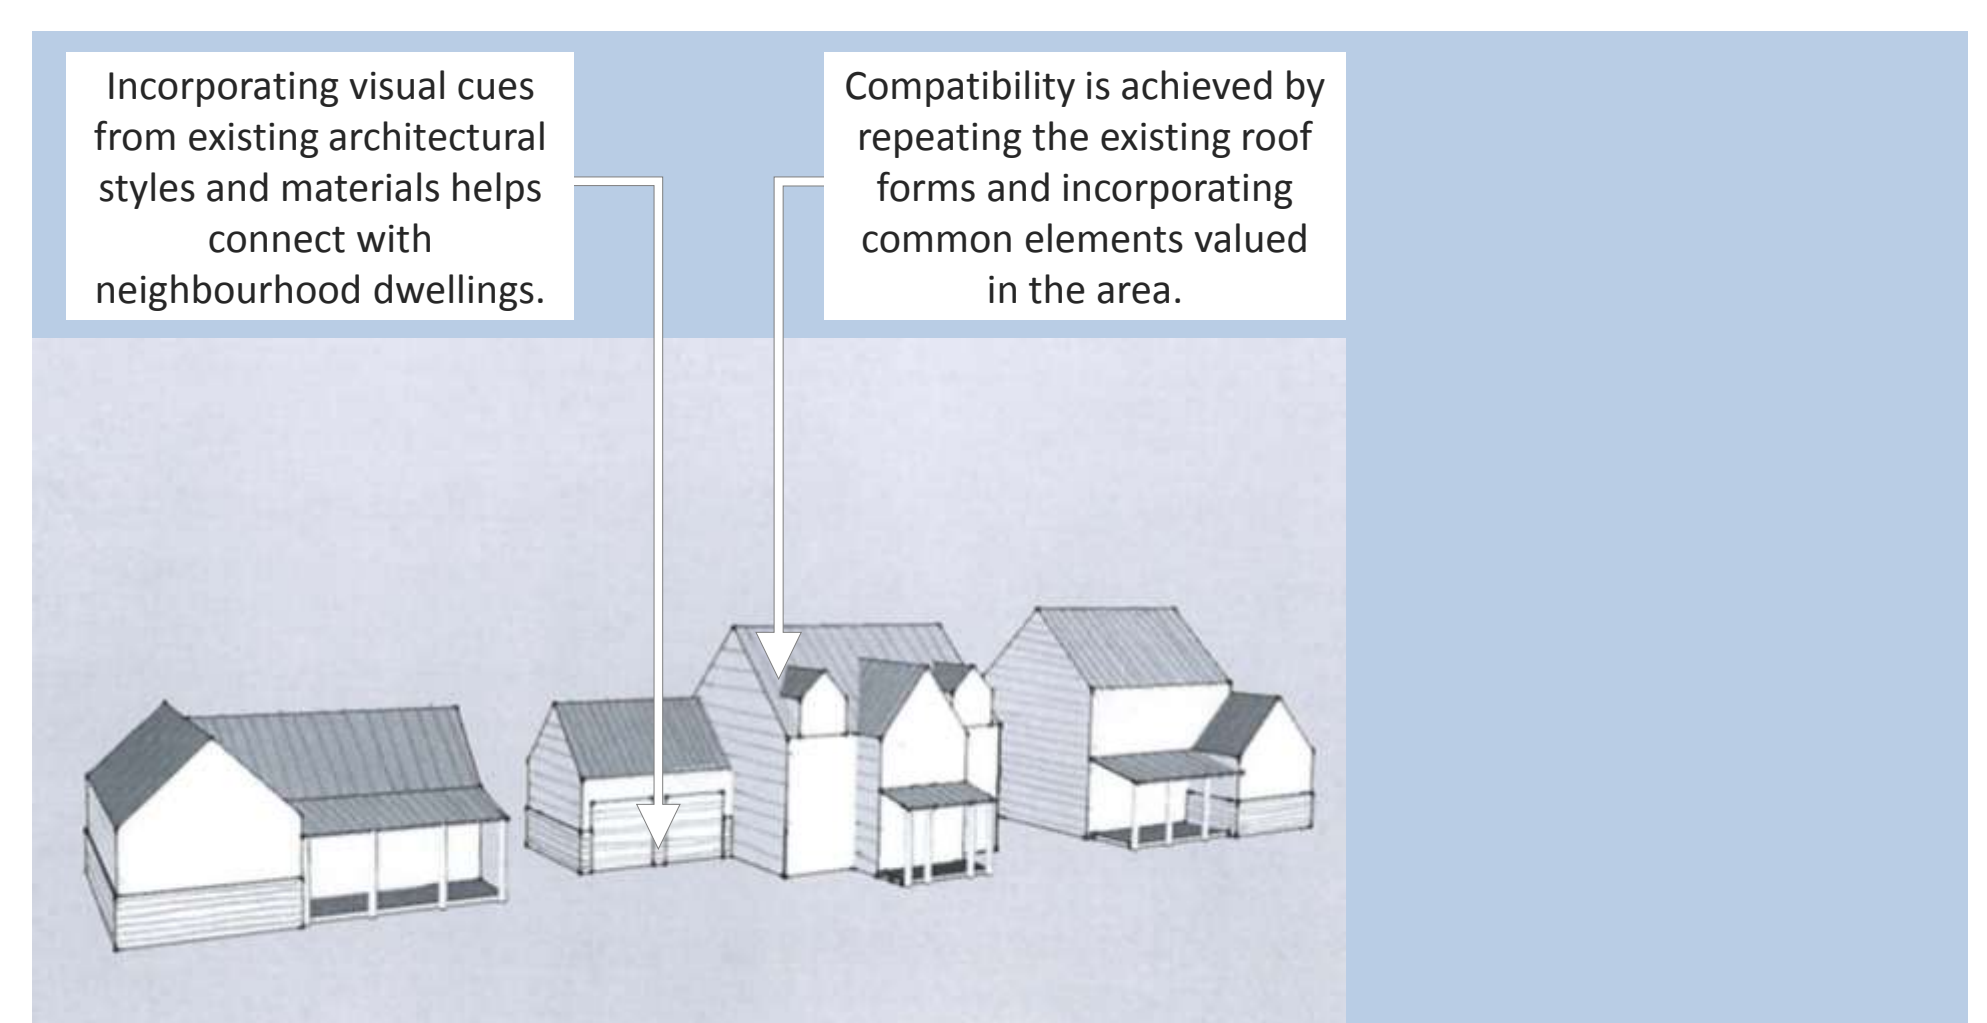 Incorporating visual cues
from existing architectural
styles and materials helps
connect with
neighbourhood dwellings.
Compatibility is achieved by
repeating the existing roof
forms and incorporating
common elements valued
in the area.